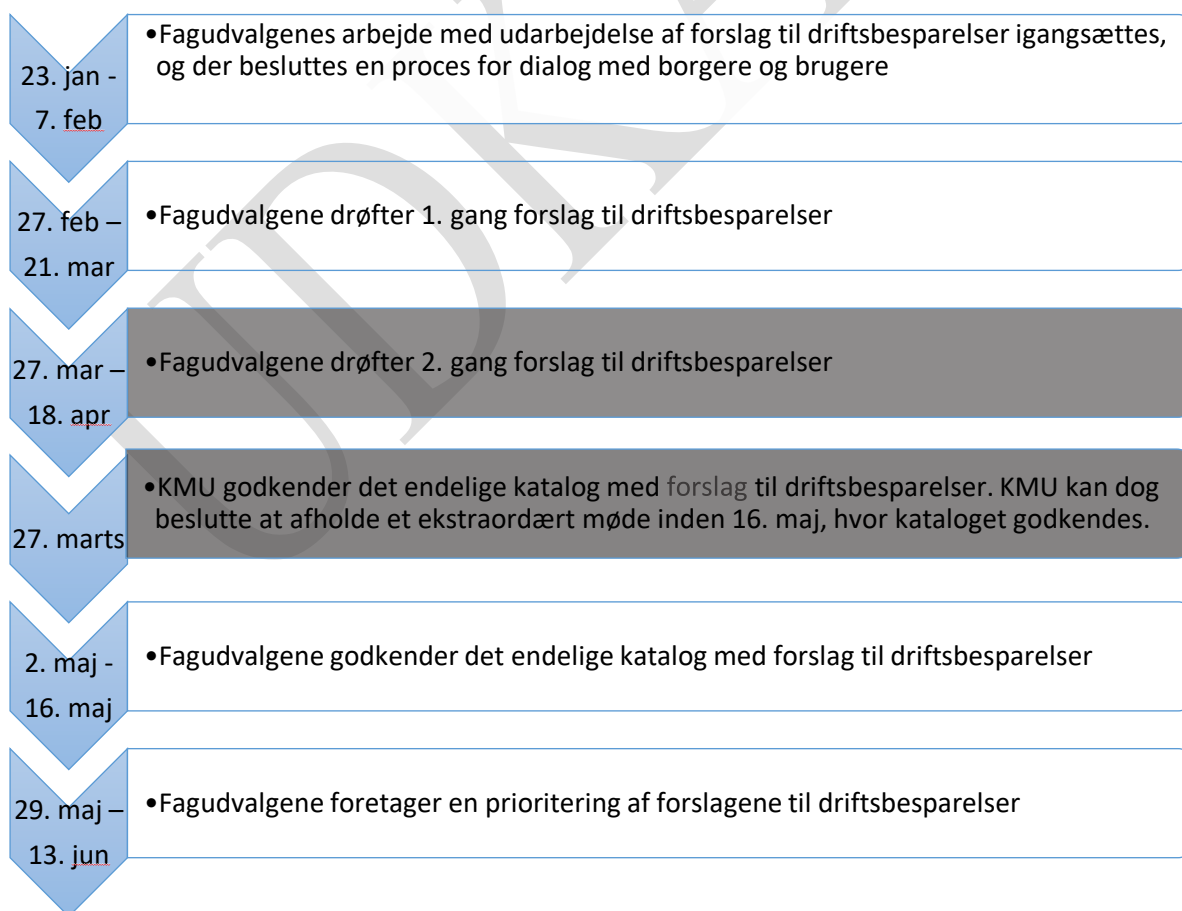 23. jan -
7. feb
•Fagudvalgenes arbejde med udarbejdelse af forslag til driftsbesparelser igangsættes,
og der besluttes en proces for dialog med borgere og brugere
27. feb –
21. mar
•Fagudvalgene drøfter 1. gang forslag til driftsbesparelser
27. mar –
18. apr
•Fagudvalgene drøfter 2. gang forslag til driftsbesparelser
27. marts
•KMU godkender det endelige katalog med forslag til driftsbesparelser. KMU kan dog
beslutte at afholde et ekstraordært møde inden 16. maj, hvor kataloget godkendes.
2. maj -
16. maj
•Fagudvalgene godkender det endelige katalog med forslag til driftsbesparelser
29. maj –
13. jun
•Fagudvalgene foretager en prioritering af forslagene til driftsbesparelser